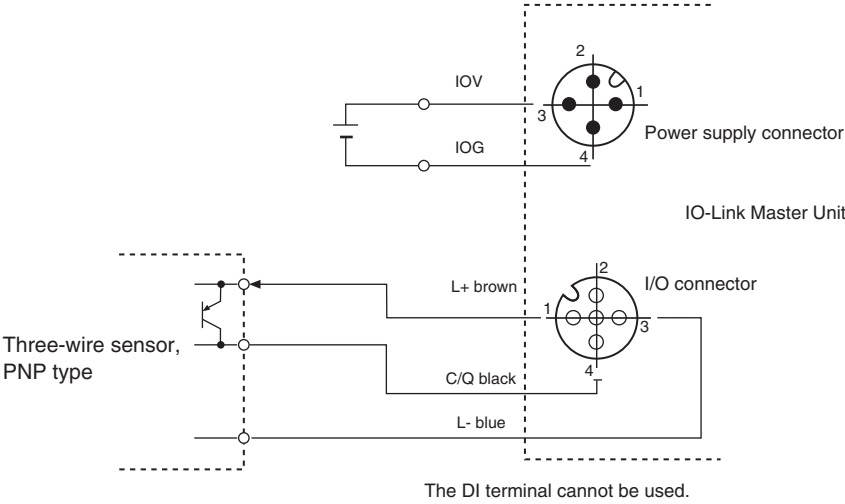 2
IOV
1
3
Power supply connector
IOG
4
IO-Link Master Unit
2
L+ brown
I/O connector
1
3
Three-wire sensor,
PNP type
4
C/Q black
L- blue
The DI terminal cannot be used.